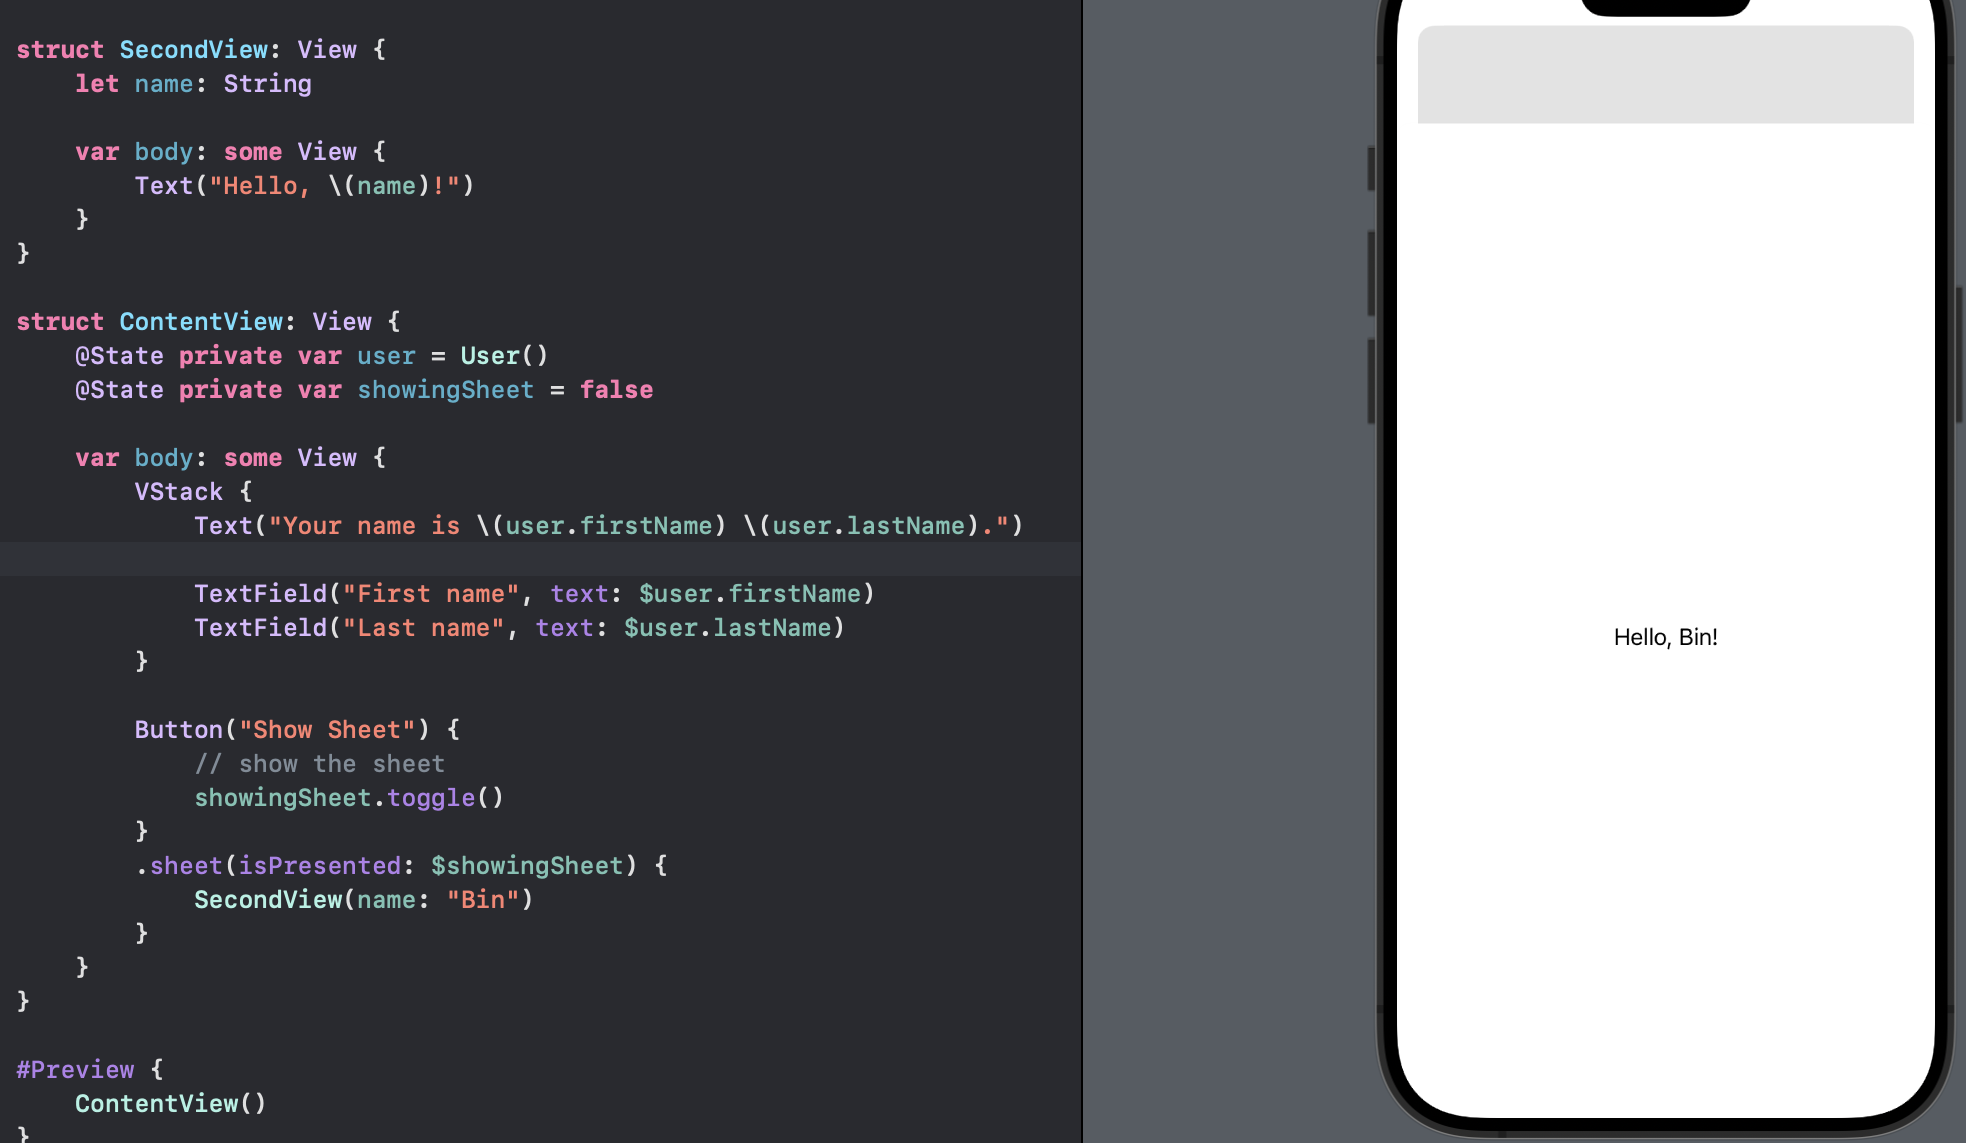 struct SecondView: View {
let name: String
var body: some View {
Text("Hello, \(name)!")
}
}
struct ContentView: View {
@State private var user = User()
@State private var showingSheet = false
var body: some View {
VStack {
Text("Your name is \(user.firstName) \(user.lastName).")
TextField("First name", text: $user.firstName)
TextField("Last name", text: $user.lastName)
}
Button("Show Sheet") {
// show the sheet
showingSheet.toggle()
}
.sheet(isPresented: $showingSheet) {
SecondView(name: "Bin")
}
}
}
#Preview {
ContentView()
}
Hello, Bin!